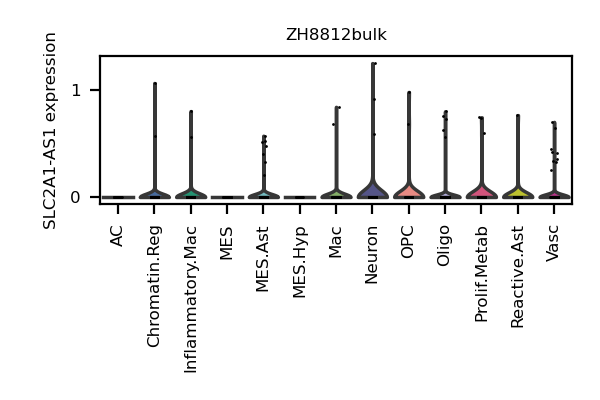 ZH8812bulk
SLC2A1-AS1 expression
1
0
AC
Chromatin.Reg
Inflammatory.Mac
MES
MES.Ast
MES.Hyp
Mac
Neuron
OPC
Oligo
Prolif.Metab
Reactive.Ast
Vasc